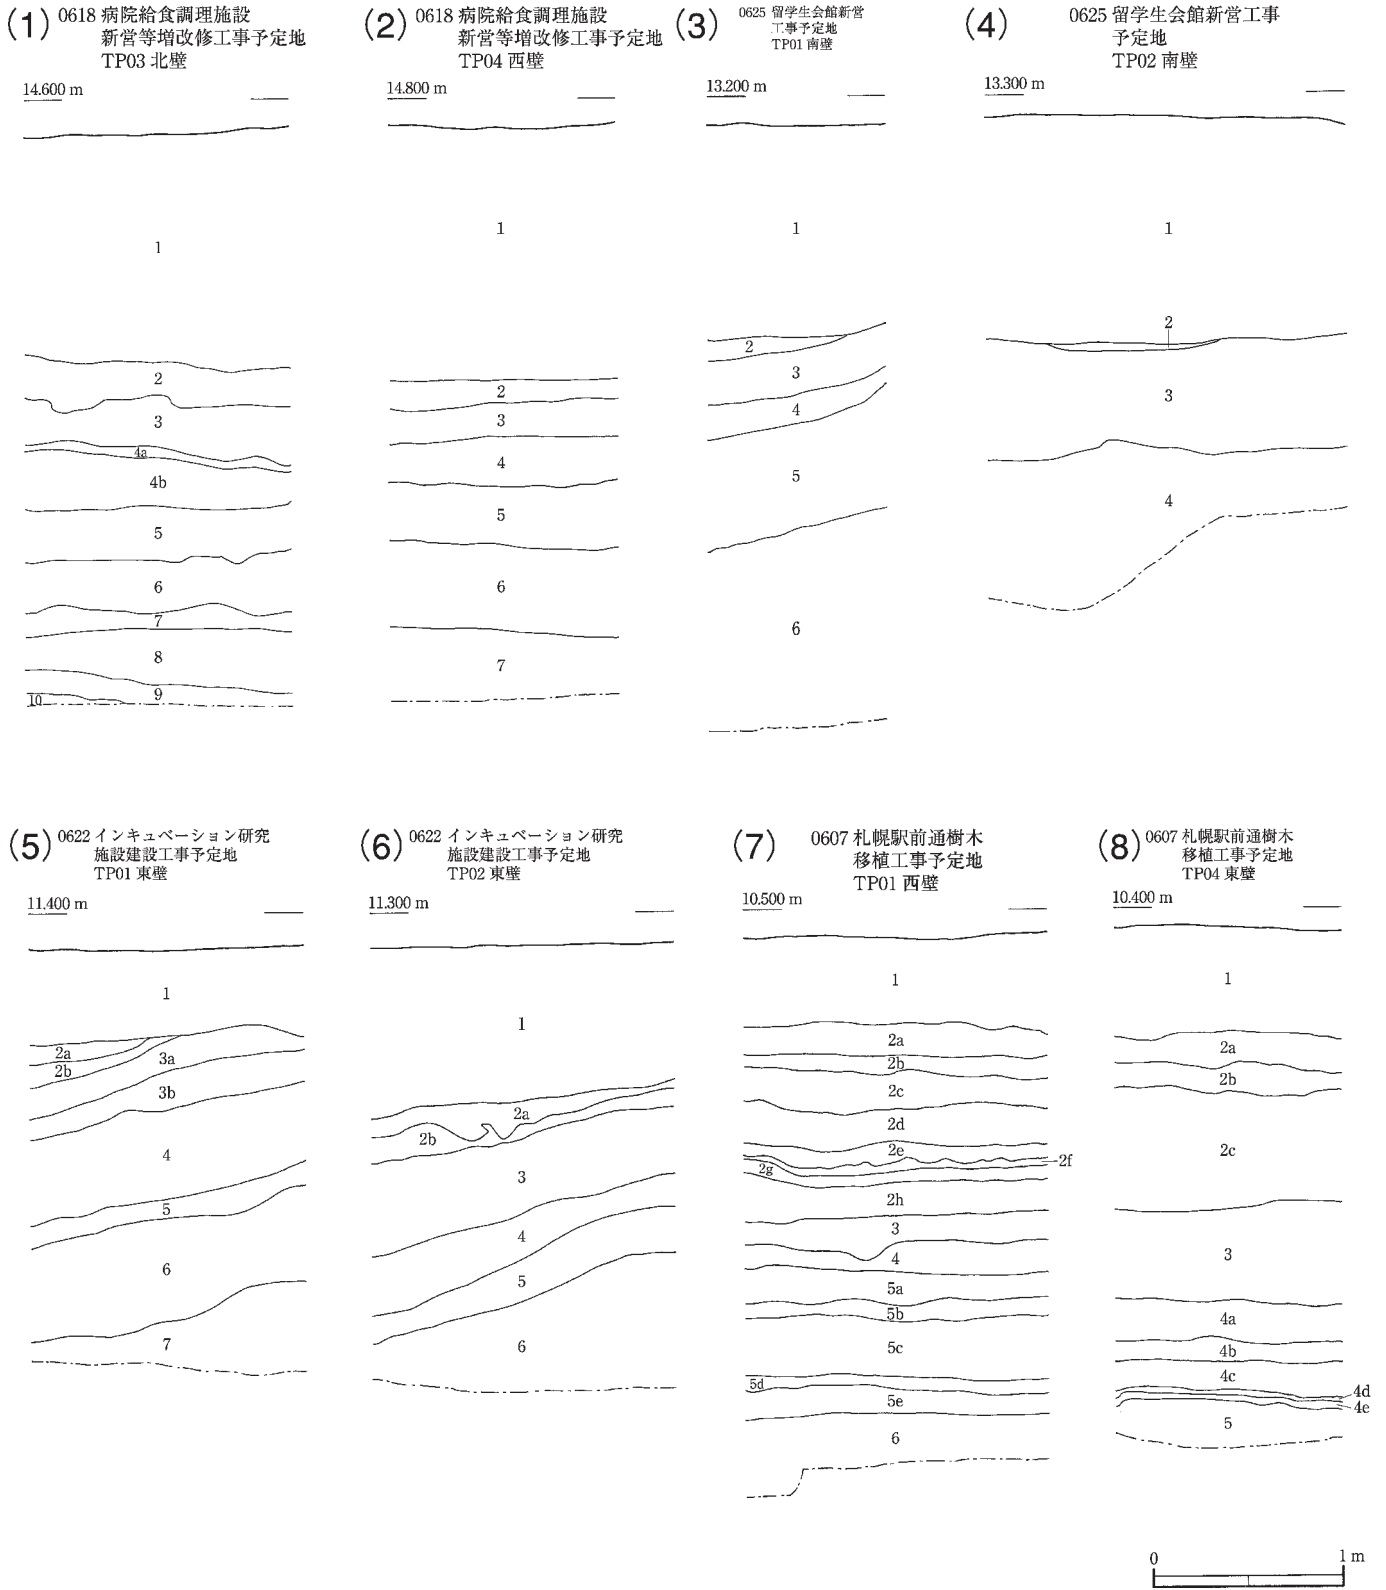 (1) 0618 病院給食調理施設
新営等増改修工事予定地
TP03 北壁
14.600 m
1
2
3
4a
4b
5
6
7
8
9
10
(2) 0618 病院給食調理施設
新営等増改修工事予定地
TP04 西壁
14.800 m
1
2
3
4
5
6
7
(3) 0625 留学生会館新営
工事予定地
TP01 南壁
13.200 m
1
2
3
4
5
6
(4) 0625 留学生会館新営工事
予定地
TP02 南壁
13.300 m
1
2
3
4
(5) 0622 インキュベーション研究
施設建設工事予定地
TP01 東壁
11.400 m
1
2a
2b
3a
3b
4
5
6
7
(6) 0622 インキュベーション研究
施設建設工事予定地
TP02 東壁
11.300 m
1
2a
2b
3
4
5
6
(7) 0607 札幌駅前通樹木
移植工事予定地
TP01 西壁
10.500 m
1
2a
2b
2c
2d
2e
2f
2g
2h
3
4
5a
5b
5c
5d
5e
6
(8) 0607 札幌駅前通樹木
移植工事予定地
TP04 東壁
10.400 m
1
2a
2b
2c
3
4a
4b
4c
4d
4e
5
0 1 m